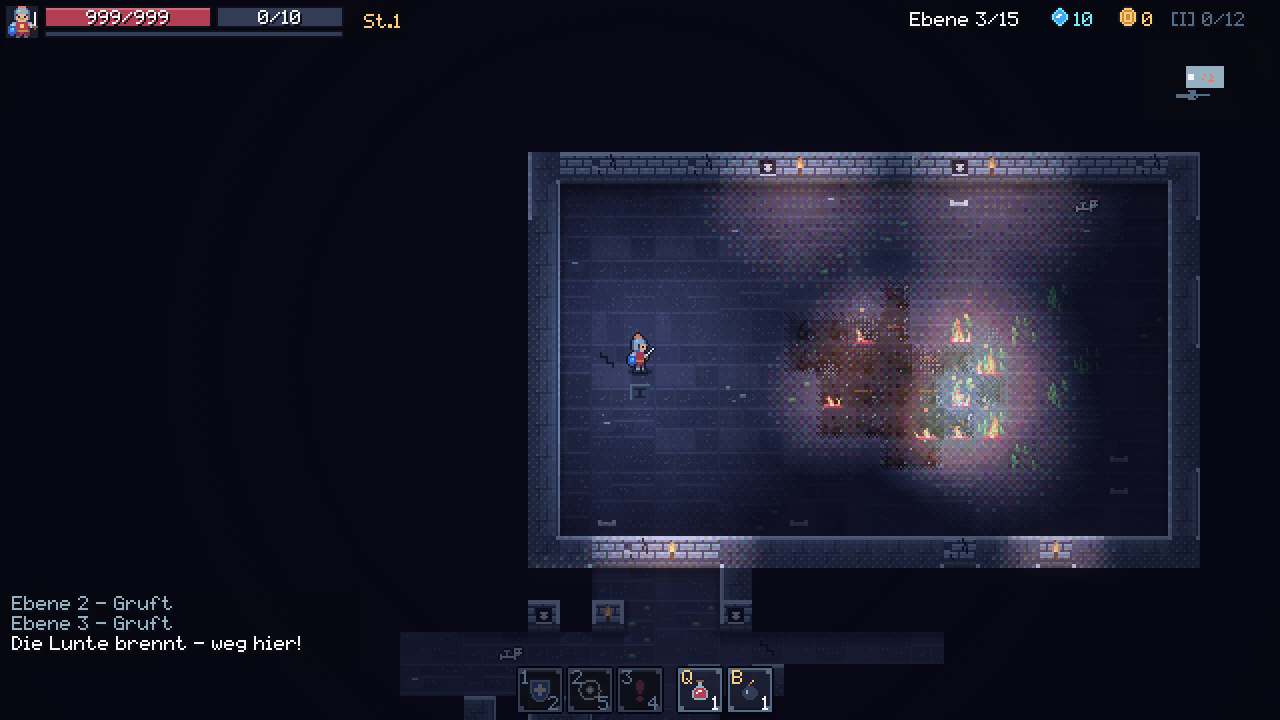 999/999
0/10
St.1
Ebene 3/15
10
0
[I] 0/12
Ebene 2 - Gruft
Ebene 3 - Gruft
Die Lunte brennt - weg hier!
1 2
2 5
3 4
Q 1
B 1